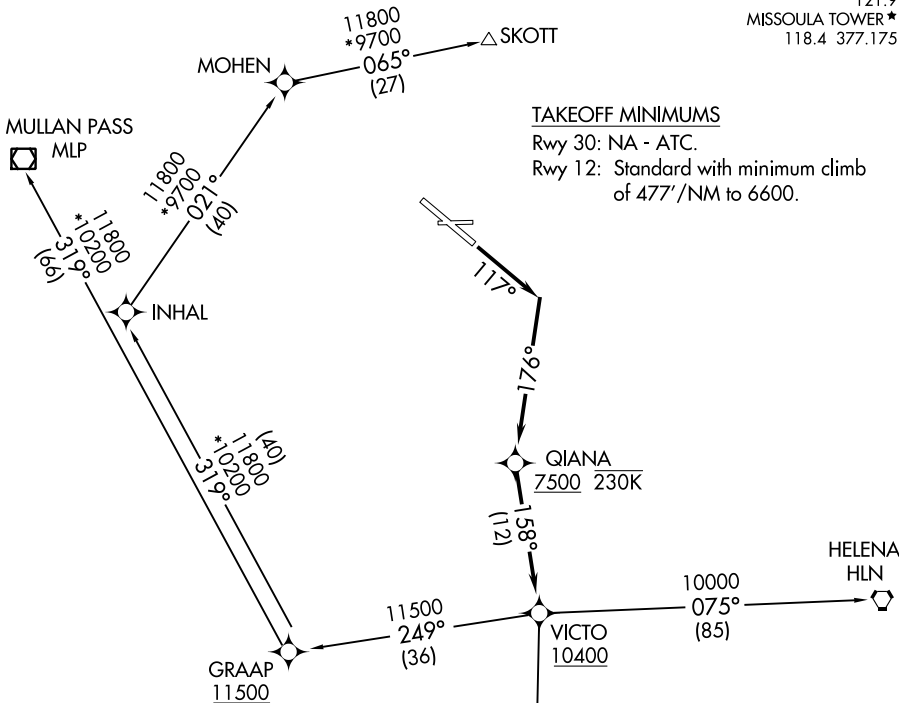 121.9
MISSOULA TOWER★
118.4 377.175
11800
*9700
065°
(27)
SKOTT
MOHEN
TAKEOFF MINIMUMS
Rwy 30: NA - ATC.
Rwy 12: Standard with minimum climb
of 477'/NM to 6600.
MULLAN PASS
MLP
11800
*9700
021°
(40)
11800
*10200
319°
(66)
INHAL
117°
176°
(40)
11800
*10200
319°
QIANA
7500 230K
158°
(12)
HELENA
HLN
10000
075°
(85)
11500
249°
(36)
VICTO
10400
GRAAP
11500